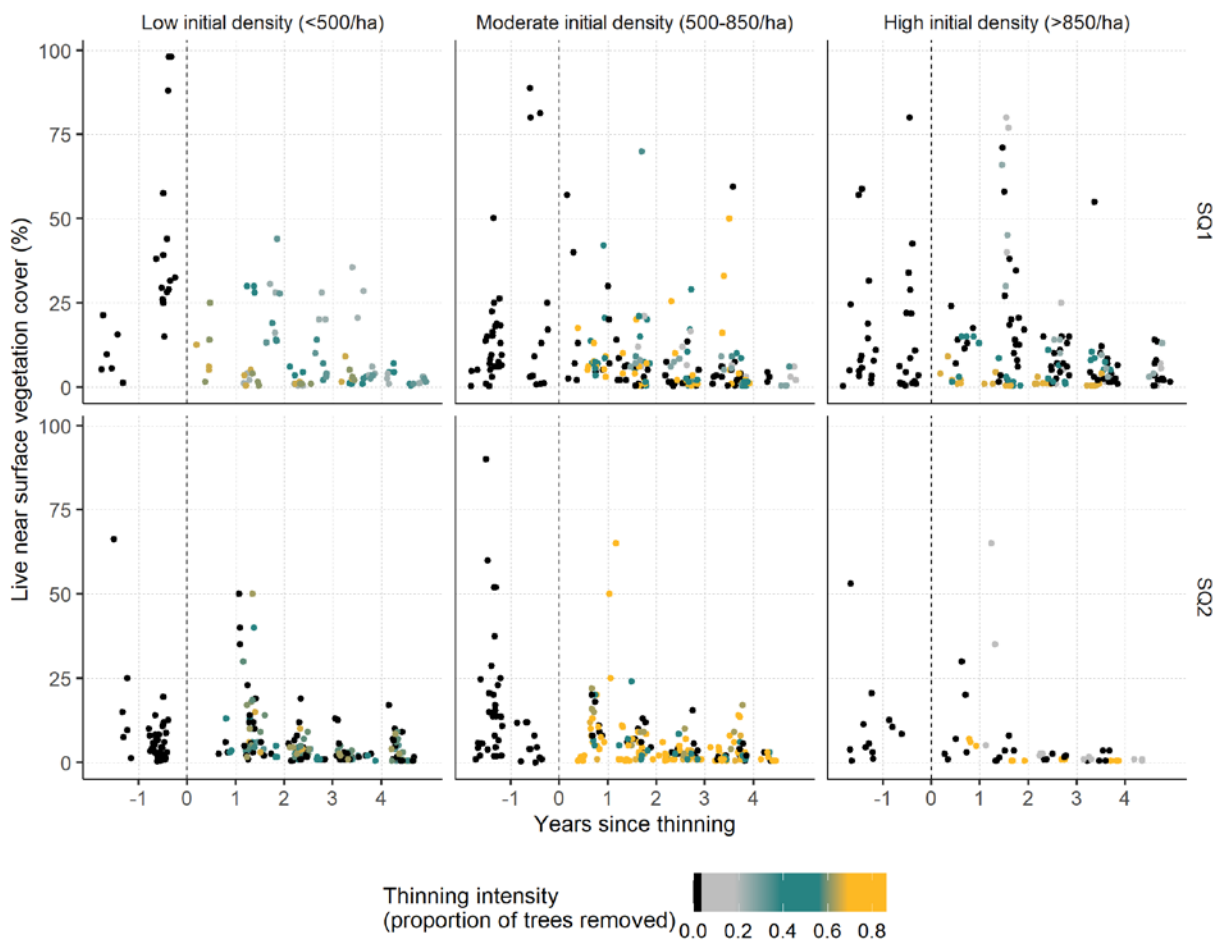 Low initial density (<500/ha)
Moderate initial density (500-850/ha)
High initial density (>850/ha)
Live near surface vegetation cover (%)
100
75
50
25
0
SQ1
100
75
50
25
0
SQ2
-1 0 1 2 3 4
-1 0 1 2 3 4
-1 0 1 2 3 4
Years since thinning
Thinning intensity
(proportion of trees removed)
0.0 0.2 0.4 0.6 0.8